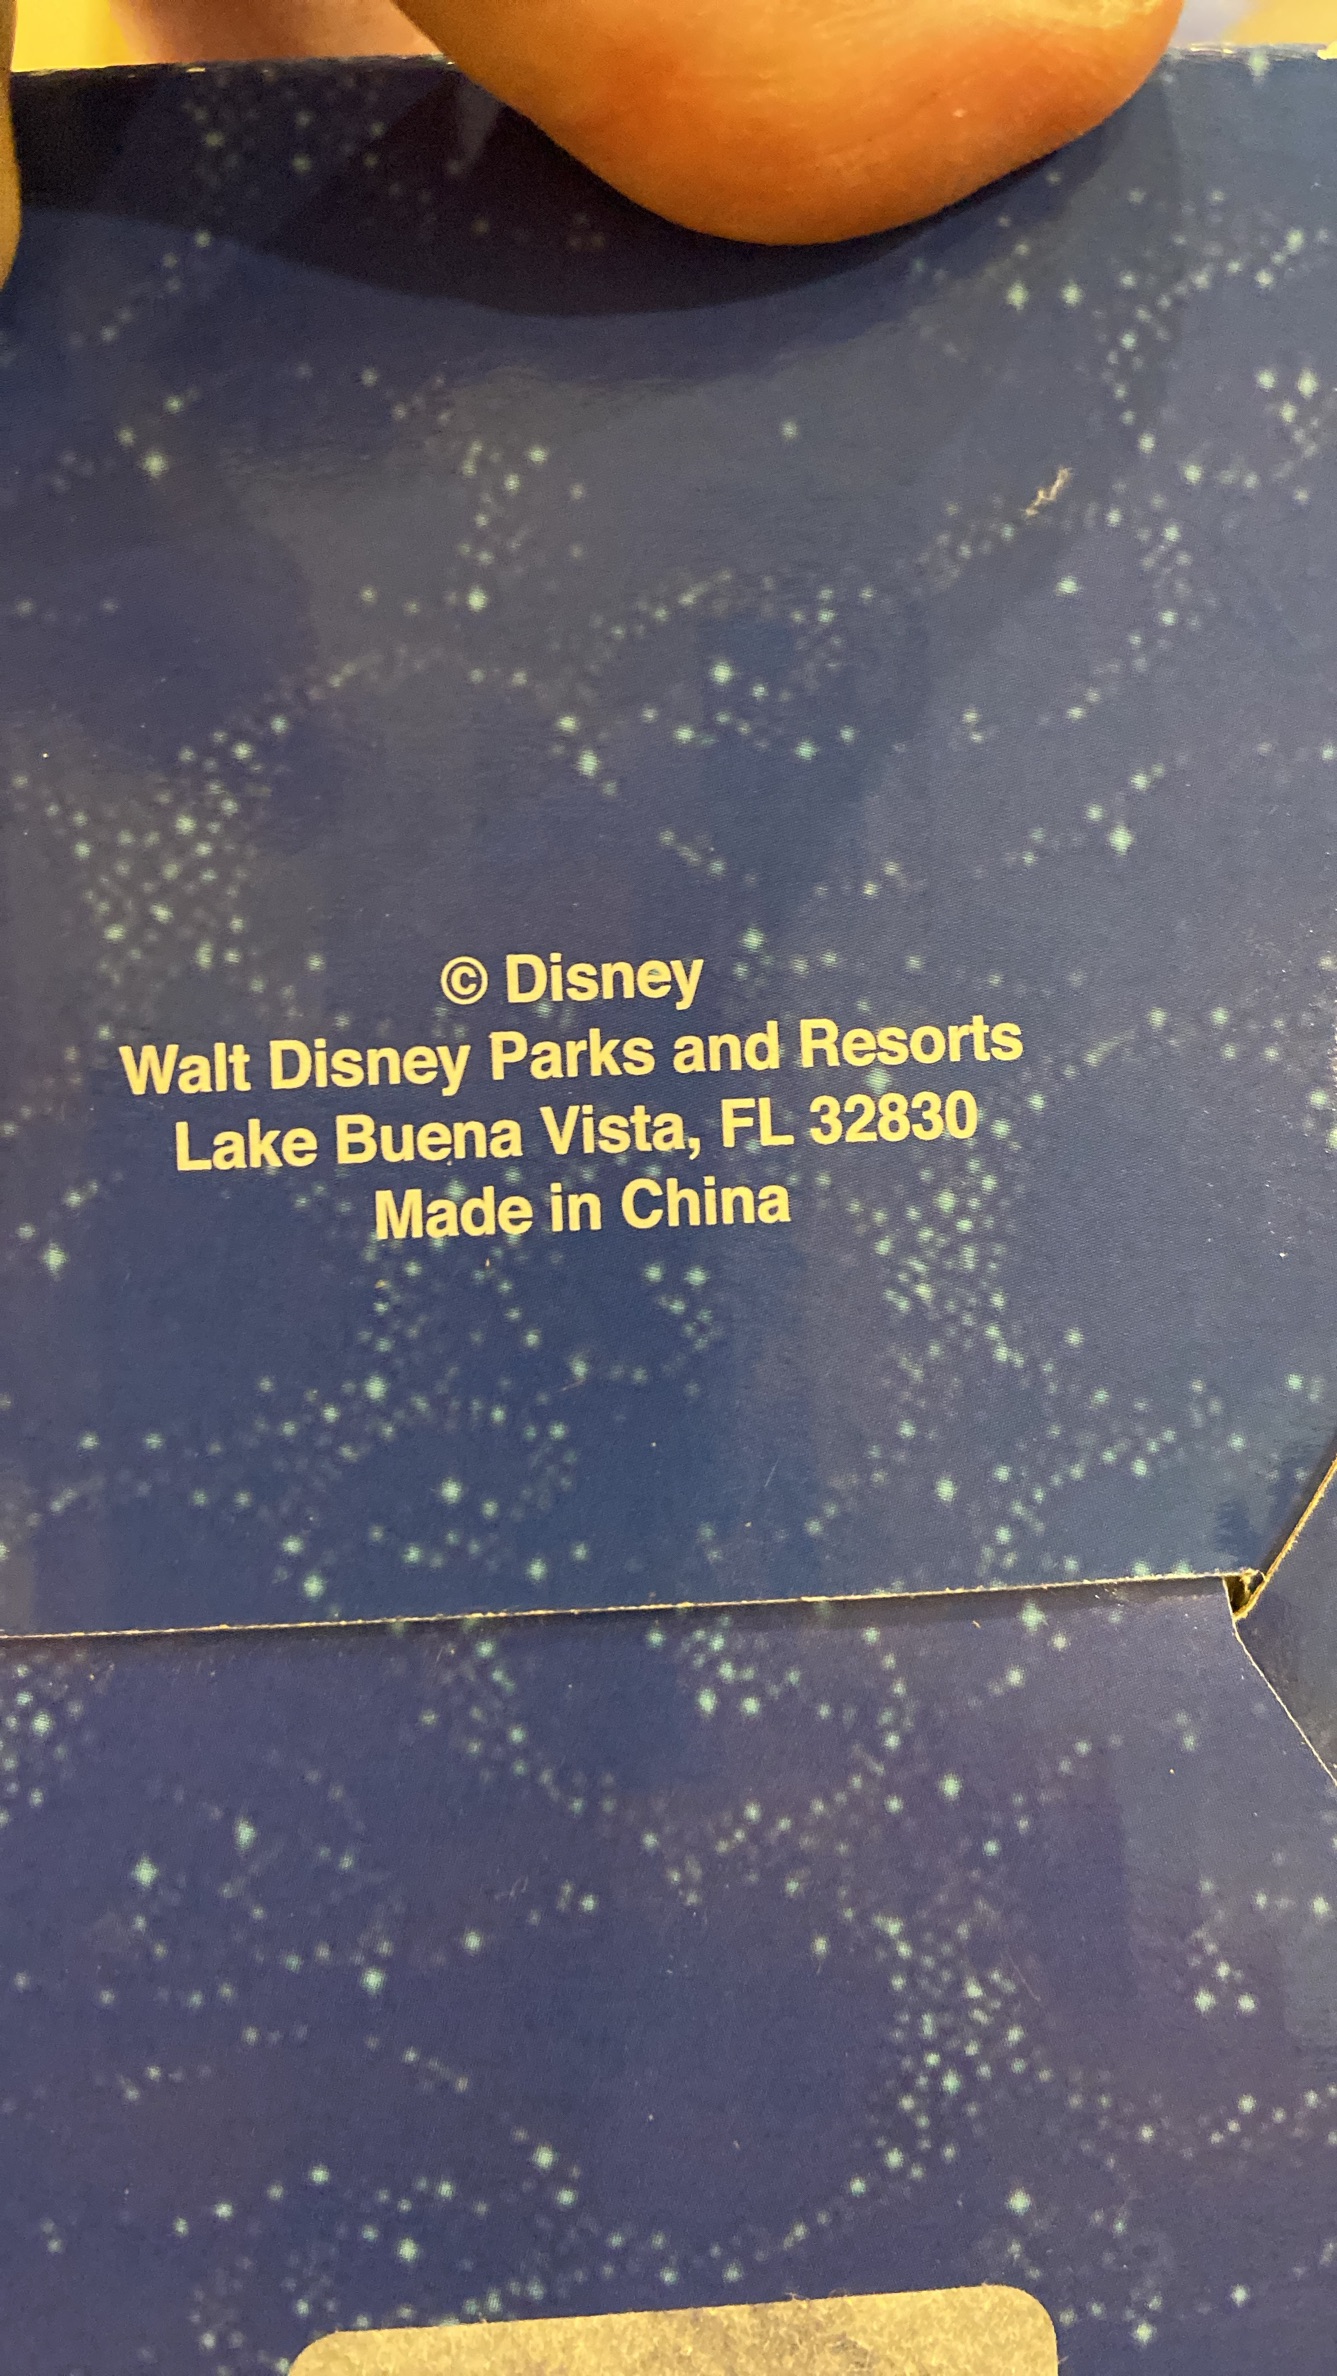 © Disney
Walt Disney Parks and Resorts
Lake Buena Vista, FL 32830
Made in China